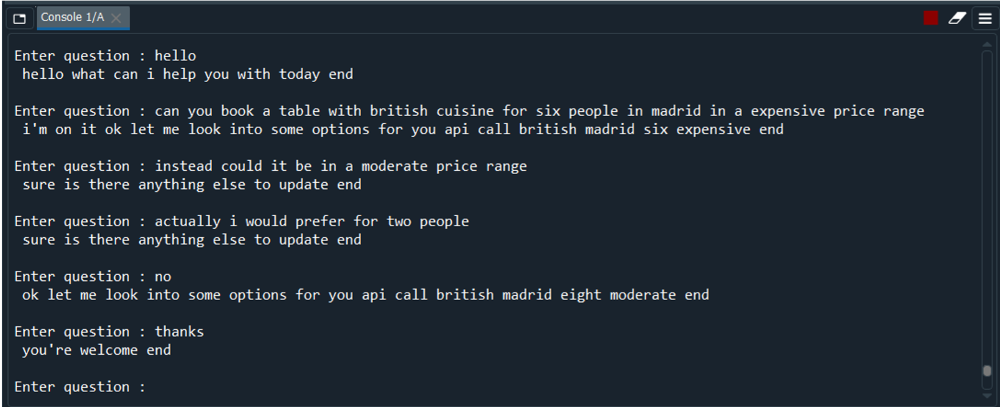 Console 1/A
Enter question : hello
hello what can i help you with today end
Enter question : can you book a table with british cuisine for six people in madrid in a expensive price range
i'm on it ok let me look into some options for you api call british madrid six expensive end
Enter question : instead could it be in a moderate price range
sure is there anything else to update end
Enter question : actually i would prefer for two people
sure is there anything else to update end
Enter question : no
ok let me look into some options for you api call british madrid eight moderate end
Enter question : thanks
you're welcome end
Enter question :